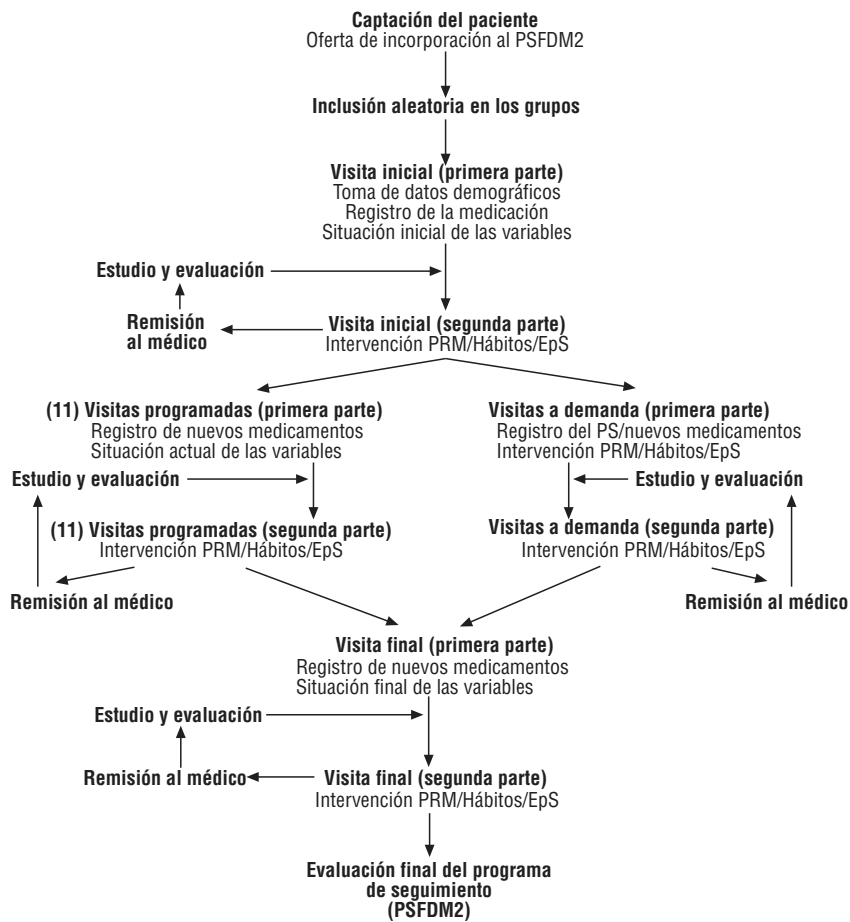 Captación del paciente
Oferta de incorporación al PSFDM2
Inclusión aleatoria en los grupos
Visita inicial (primera parte)
Toma de datos demográficos
Registro de la medicación
Situación inicial de las variables
Estudio y evaluación
Remisión
al médico
Visita inicial (segunda parte)
Intervención PRM/Hábitos/EpS
(11) Visitas programadas (primera parte)
Registro de nuevos medicamentos
Situación actual de las variables
Estudio y evaluación
(11) Visitas programadas (segunda parte)
Intervención PRM/Hábitos/EpS
Remisión al médico
Visitas a demanda (primera parte)
Registro del PS/nuevos medicamentos
Intervención PRM/Hábitos/EpS
Estudio y evaluación
Visitas a demanda (segunda parte)
Intervención PRM/Hábitos/EpS
Remisión al médico
Visita final (primera parte)
Registro de nuevos medicamentos
Situación final de las variables
Estudio y evaluación
Remisión al médico
Visita final (segunda parte)
Intervención PRM/Hábitos/EpS
Evaluación final del programa
de seguimiento
(PSFDM2)